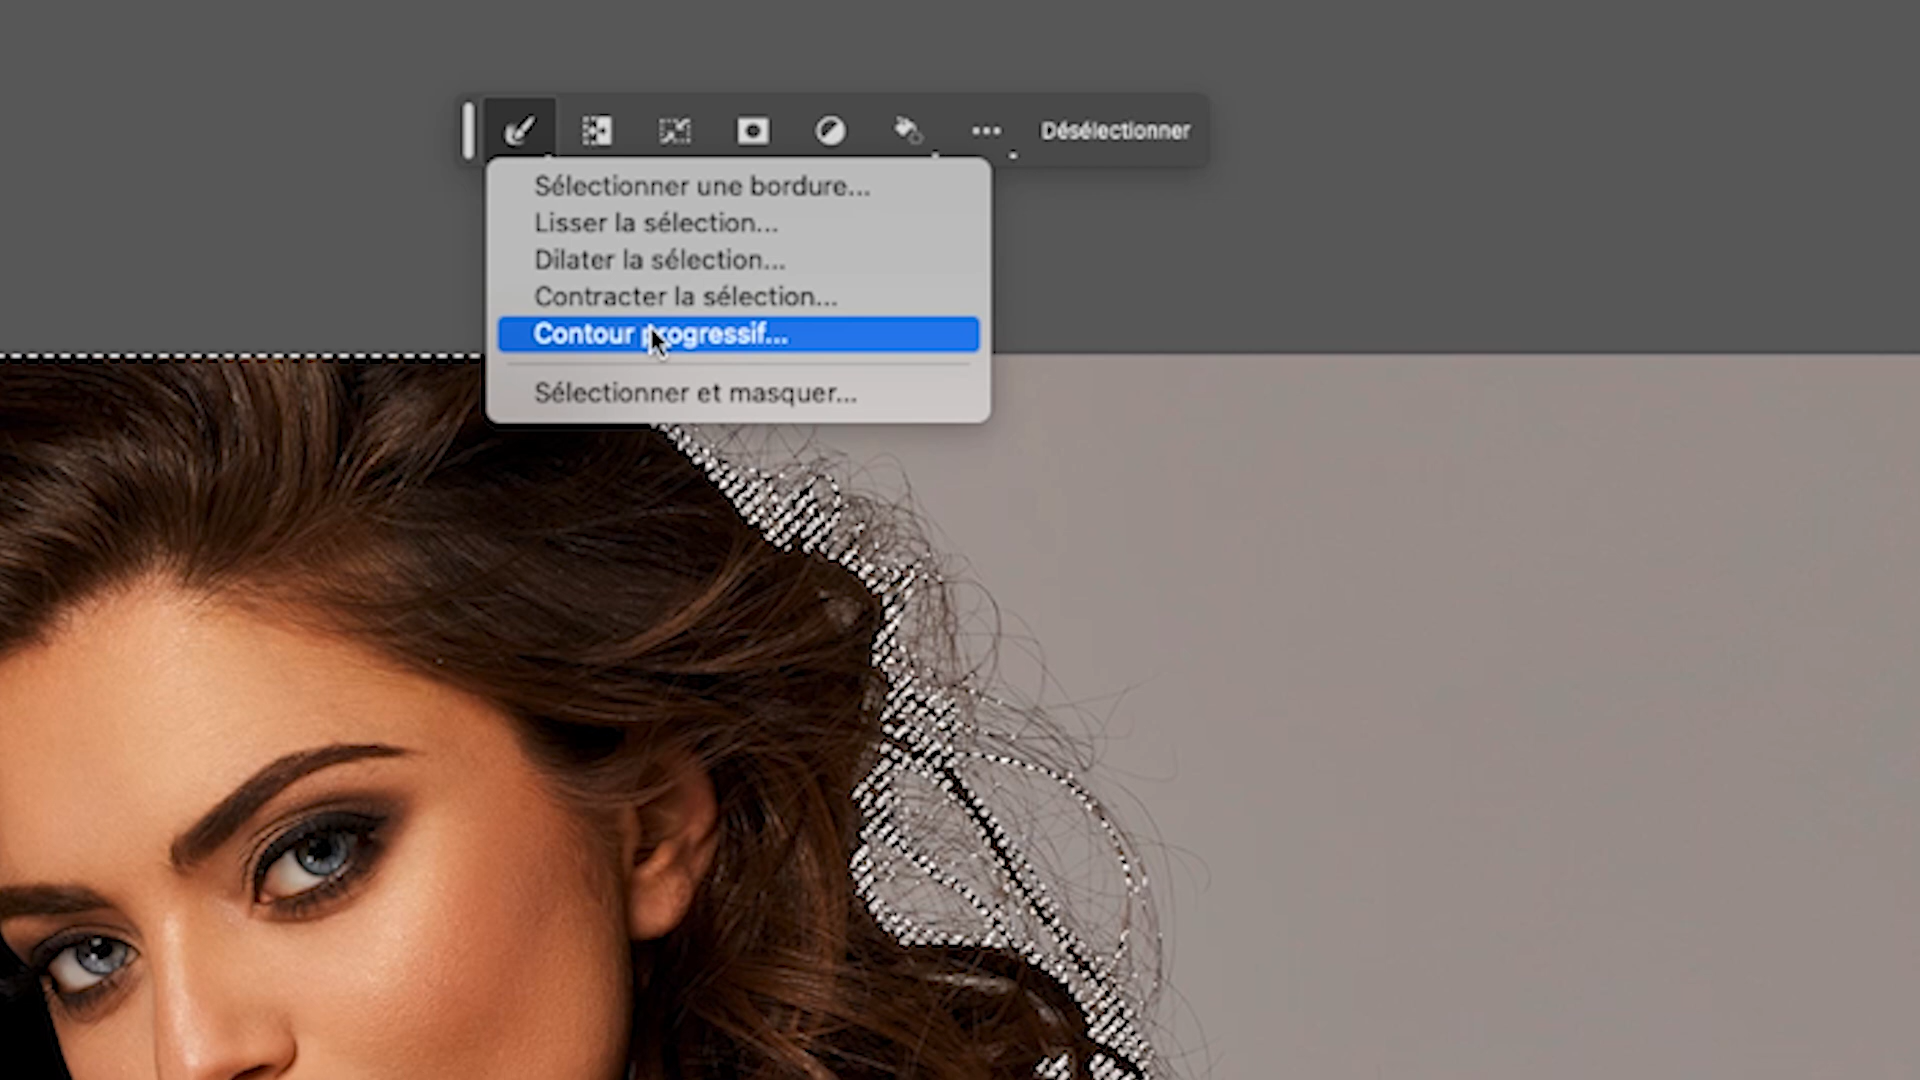 Désélectionner
Sélectionner une bordure...
Lisser la sélection...
Dilater la sélection...
Contracter la sélection...
Contour progressif...
Sélectionner et masquer...